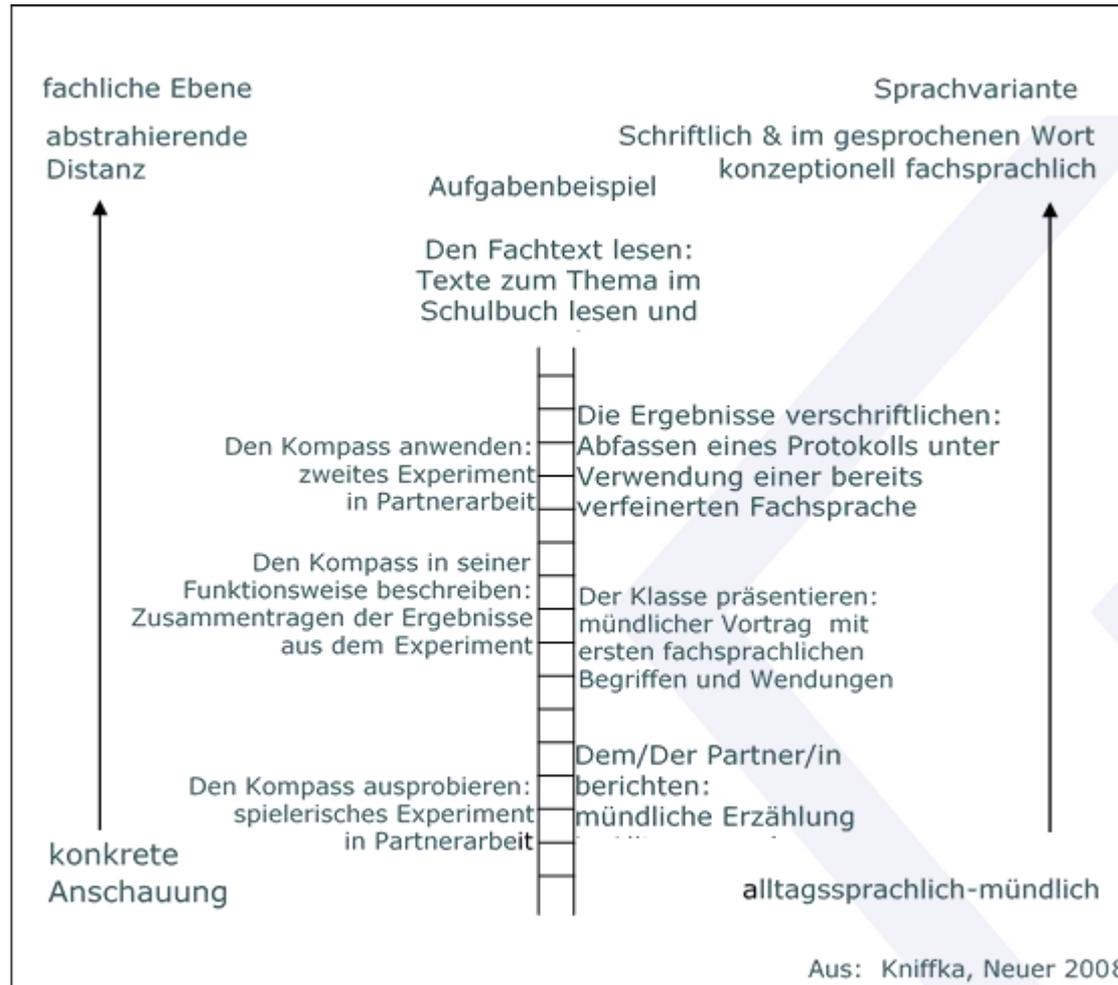 fachliche Ebene
Sprachvariante
abstrahierende
Distanz
Schriftlich & im gesprochenen Wort
konzeptionell fachsprachlich
Aufgabenbeispiel
Den Fachtext lesen:
Texte zum Thema im
Schulbuch lesen und
Die Ergebnisse verschriftlichen:
Abfassen eines Protokolls unter
Verwendung einer bereits
verfeinerten Fachsprache
Den Kompass anwenden:
zweites Experiment
in Partnerarbeit
Den Kompass in seiner
Funktionsweise beschreiben:
Zusammentragen der Ergebnisse
aus dem Experiment
Der Klasse präsentieren:
mündlicher Vortrag mit
ersten fachsprachlichen
Begriffen und Wendungen
Dem/Der Partner/in
berichten:
mündliche Erzählung
Den Kompass ausprobieren:
spielerisches Experiment
in Partnerarbeit
konkrete
Anschauung
alltagssprachlich-mündlich
Aus: Kniffka, Neuer 2008